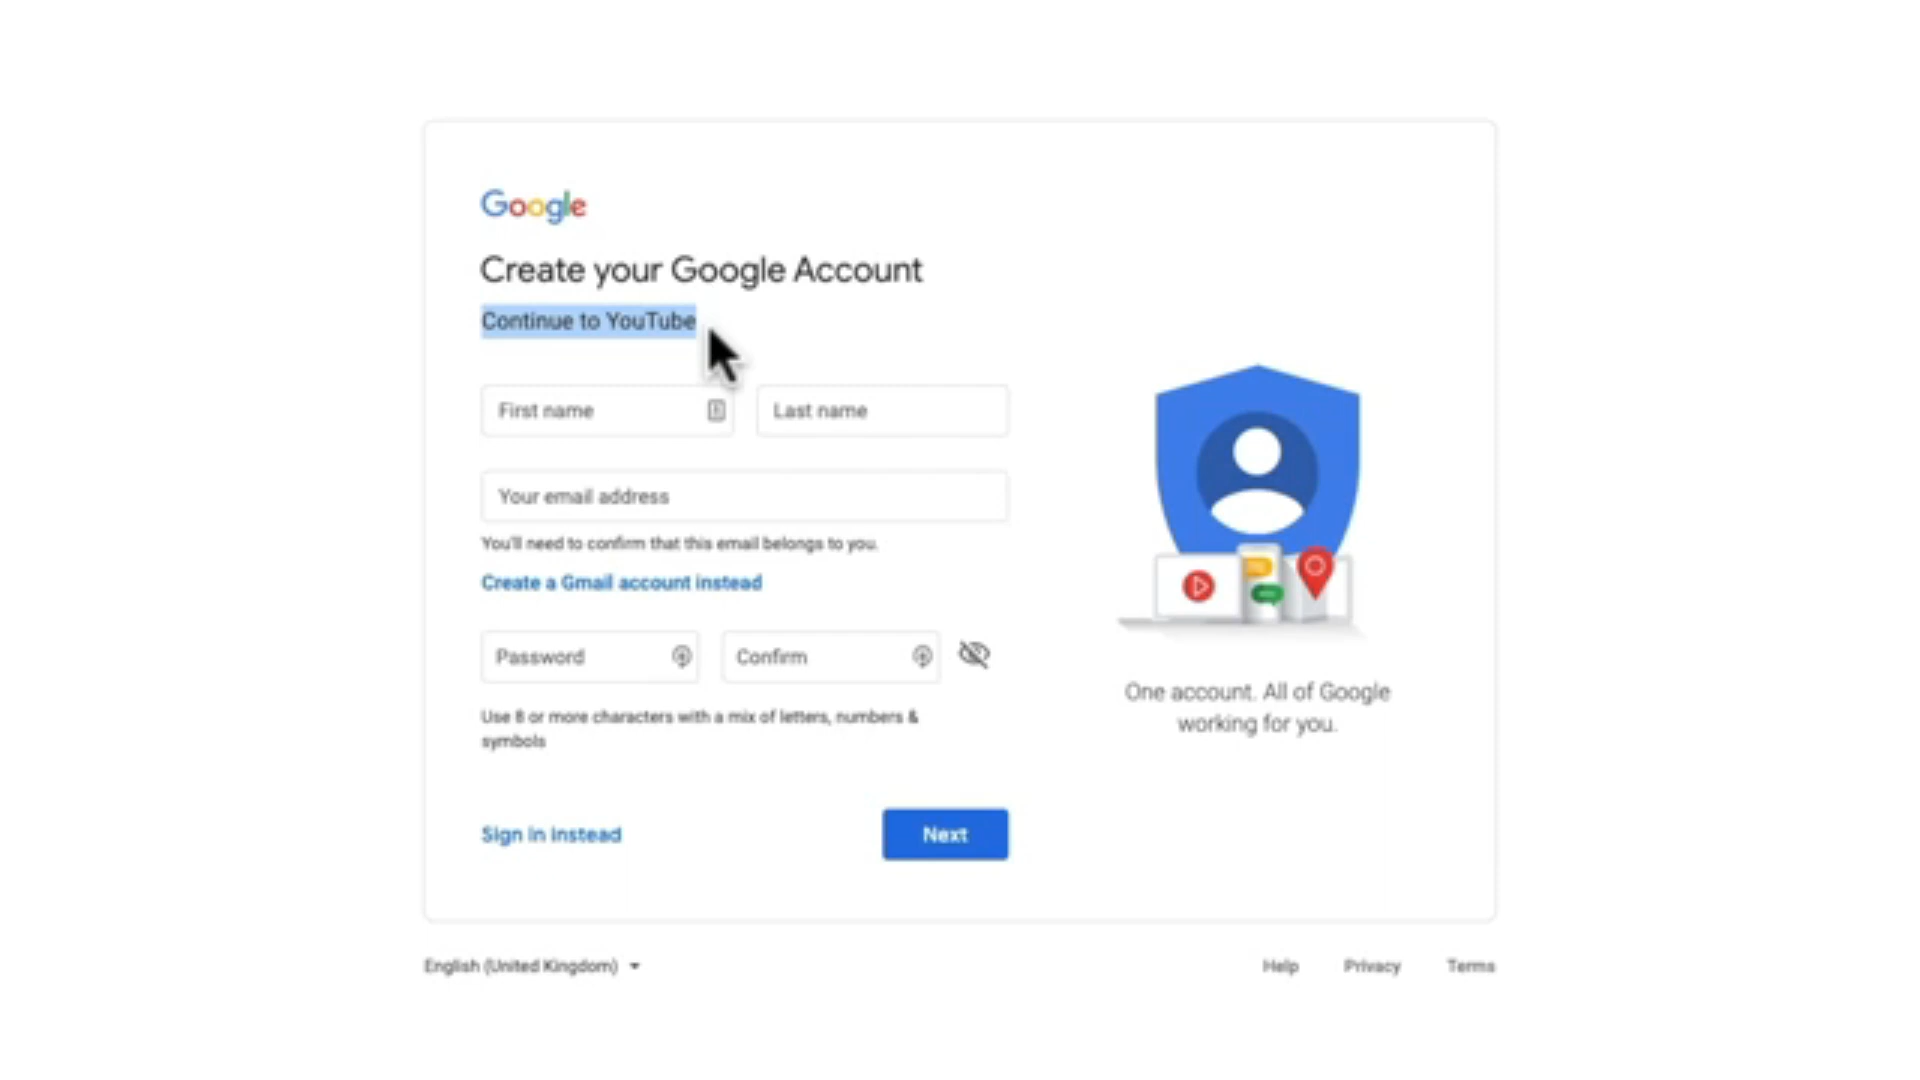 Google
Create your Google Account
Continue to YouTube
First name
Last name
Your email address
You'll need to confirm that this email belongs to you.
Create a Gmail account instead
Password
Confirm
Use 8 or more characters with a mix of letters, numbers &
symbols
Sign in instead
Next
One account. All of Google
working for you.
English (United Kingdom)
Help
Privacy
Terms